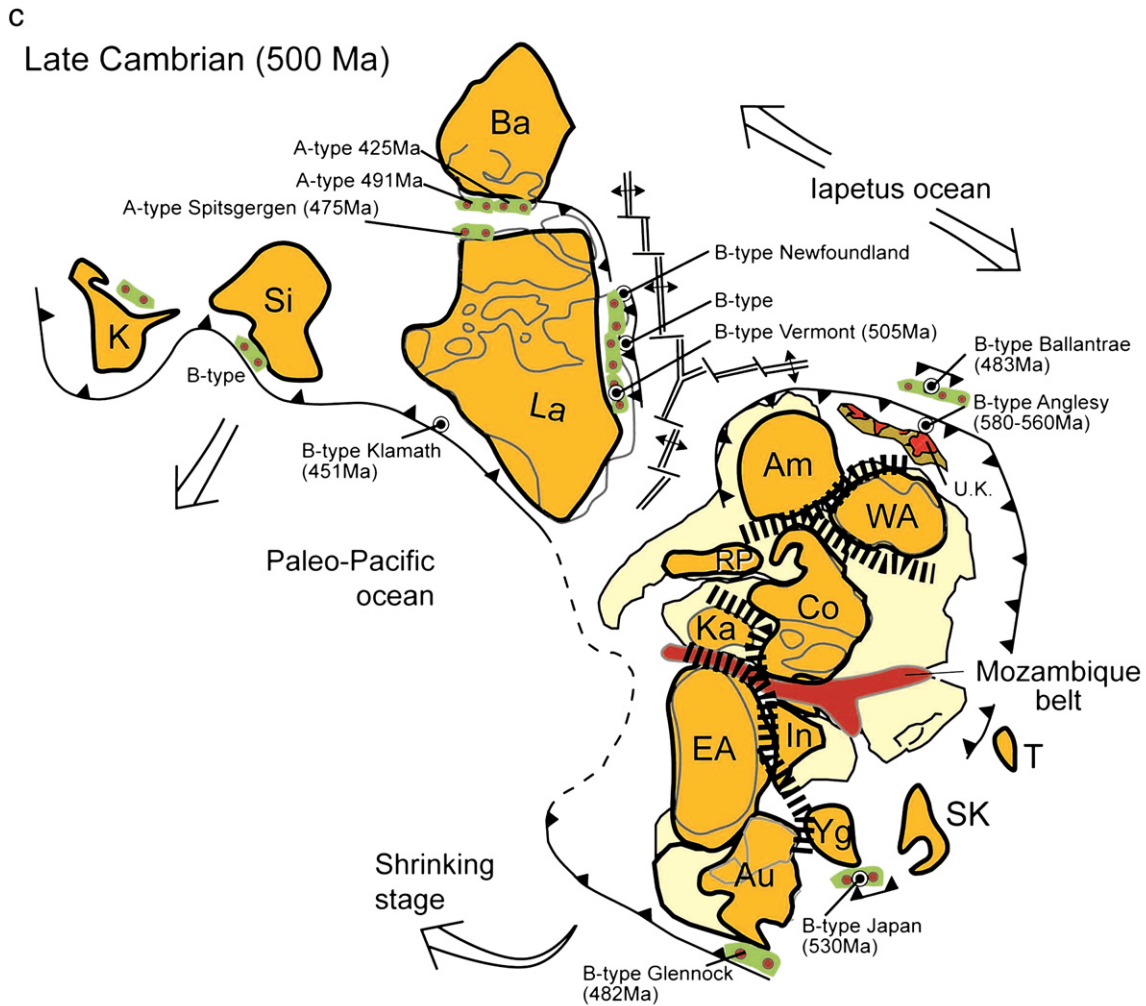 c
Late Cambrian (500 Ma)
Ba
A-type 425Ma
A-type 491Ma
A-type Spitsgergen (475Ma)
Iapetus ocean
B-type Newfoundland
Si
K
B-type
B-type
B-type Vermont (505Ma)
La
B-type Ballantrae
(483Ma)
B-type Anglesy
(580-560Ma)
B-type Klamath
(451Ma)
Am
U.K.
WA
Paleo-Pacific
ocean
RP
Co
Ka
Mozambique
belt
EA
In
T
SK
Yg
Shrinking
stage
Au
B-type Japan
(530Ma)
B-type Glennock
(482Ma)